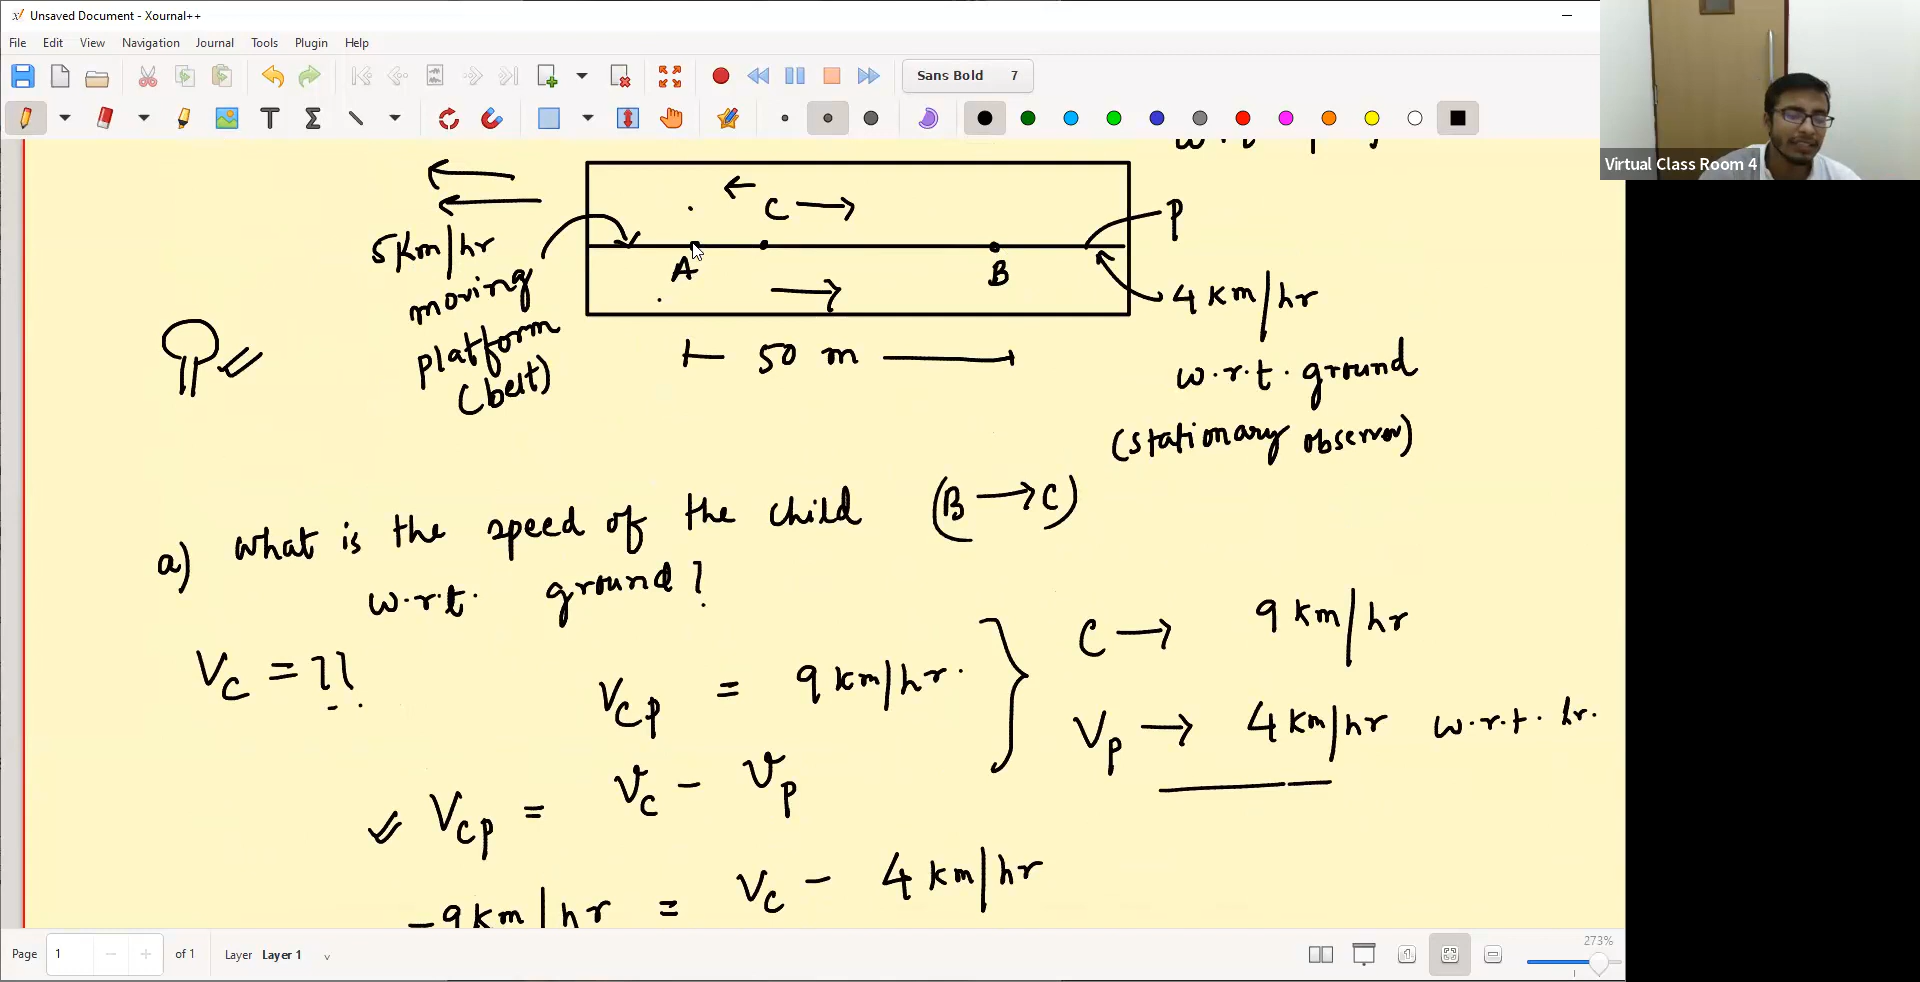 Unsaved Document - Xournal++
File Edit View Navigation Journal Tools Plugin Help
Sans Bold 7
Virtual Class Room 4
C
P
5 Km/hr
A
B
moving
platform
(belt)
4 km/hr
50 m
w.r.t. ground
(stationary observer)
a) what is the speed of the child (B → C)
w.r.t. ground?
C → 9 km/hr
Vc = ??
Vcp = 9 km/hr.
Vp → 4 km/hr w.r.t. hr.
Vcp = Vc - Vp
-9 km/hr = Vc - 4 km/hr
Page 1 of 1 Layer Layer 1
273%